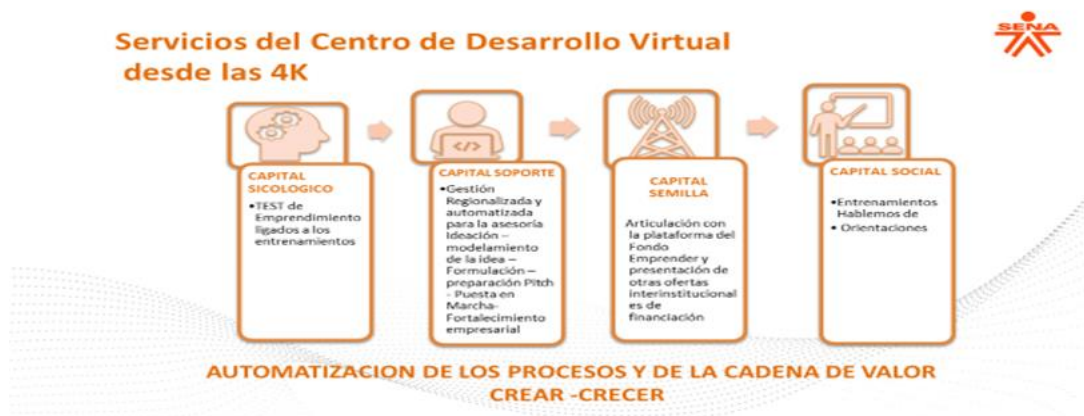 Servicios del Centro de Desarrollo Virtual
desde las 4K
SENA
</>
CAPITAL
SICOLOGICO
•TEST de
Emprendimiento
ligados a los
entrenamientos
CAPITAL SOPORTE
•Gestión
Regionalizada y
automatizada
para la asesoría
Ideación –
modelamiento
de la idea –
Formulación –
preparación Pitch
- Puesta en
Marcha-
Fortalecimiento
empresarial
CAPITAL
SEMILLA
Articulación con
la plataforma del
Fondo
Emprender y
presentación de
otras ofertas
interinstitucional
es de
financiación
CAPITAL SOCIAL
•Entrenamientos
Hablemos de
• Orientaciones
AUTOMATIZACION DE LOS PROCESOS Y DE LA CADENA DE VALOR
CREAR -CRECER